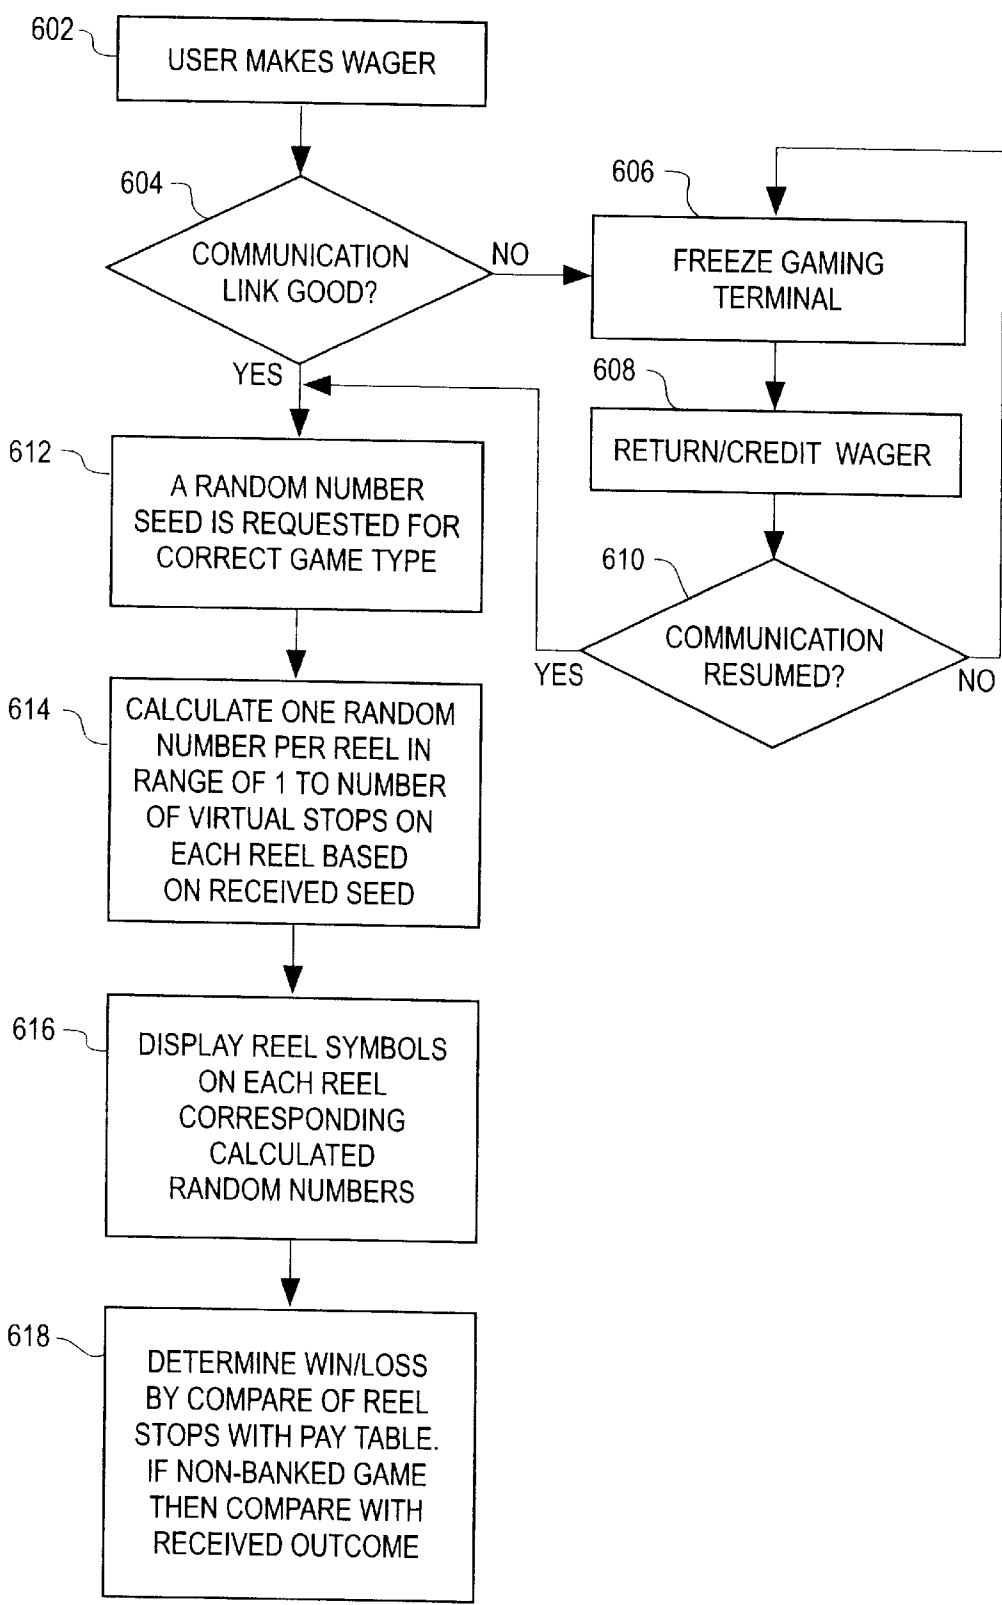 602
USER MAKES WAGER
604
COMMUNICATION
LINK GOOD?
NO
YES
606
FREEZE GAMING
TERMINAL
608
RETURN/CREDIT WAGER
610
COMMUNICATION
RESUMED?
YES
NO
612
A RANDOM NUMBER
SEED IS REQUESTED FOR
CORRECT GAME TYPE
614
CALCULATE ONE RANDOM
NUMBER PER REEL IN
RANGE OF 1 TO NUMBER
OF VIRTUAL STOPS ON
EACH REEL BASED
ON RECEIVED SEED
616
DISPLAY REEL SYMBOLS
ON EACH REEL
CORRESPONDING
CALCULATED
RANDOM NUMBERS
618
DETERMINE WIN/LOSS
BY COMPARE OF REEL
STOPS WITH PAY TABLE.
IF NON-BANKED GAME
THEN COMPARE WITH
RECEIVED OUTCOME